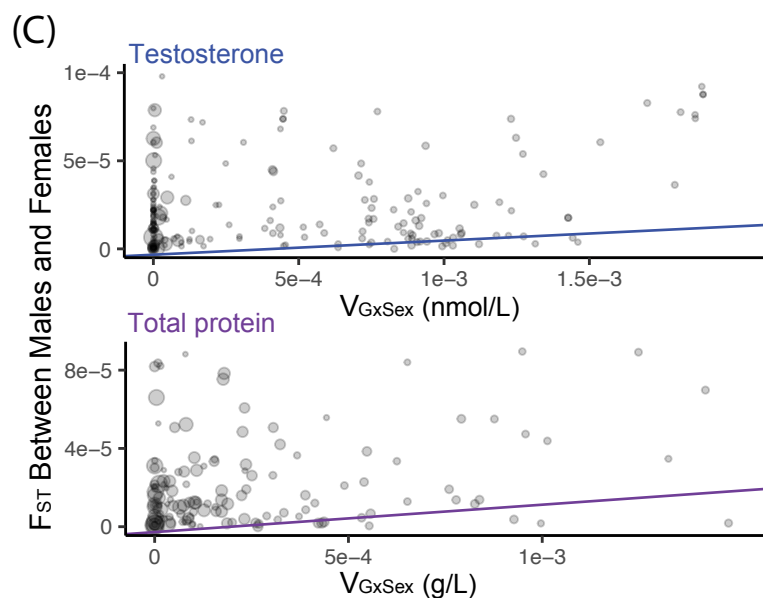 (C)
Testosterone
FST Between Males and Females
1e−4
5e−5
0
0 5e−4 1e−3 1.5e−3
VGxSex (nmol/L)
Total protein
8e−5
4e−5
0
0 5e−4 1e−3
VGxSex (g/L)